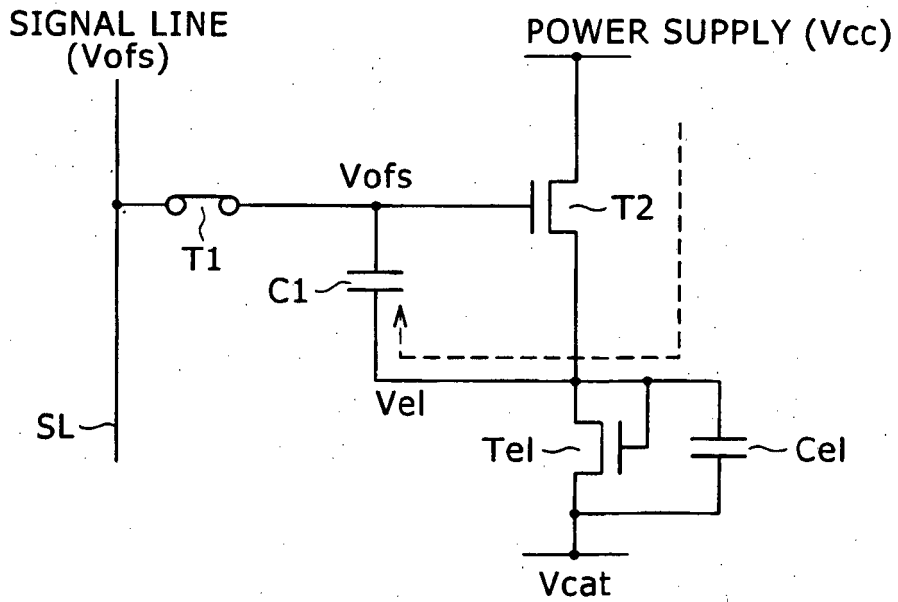 SIGNAL LINE
(Vofs)
POWER SUPPLY (Vcc)
Vofs
T2
T1
C1
Vel
SL
Tel
Cel
Vcat